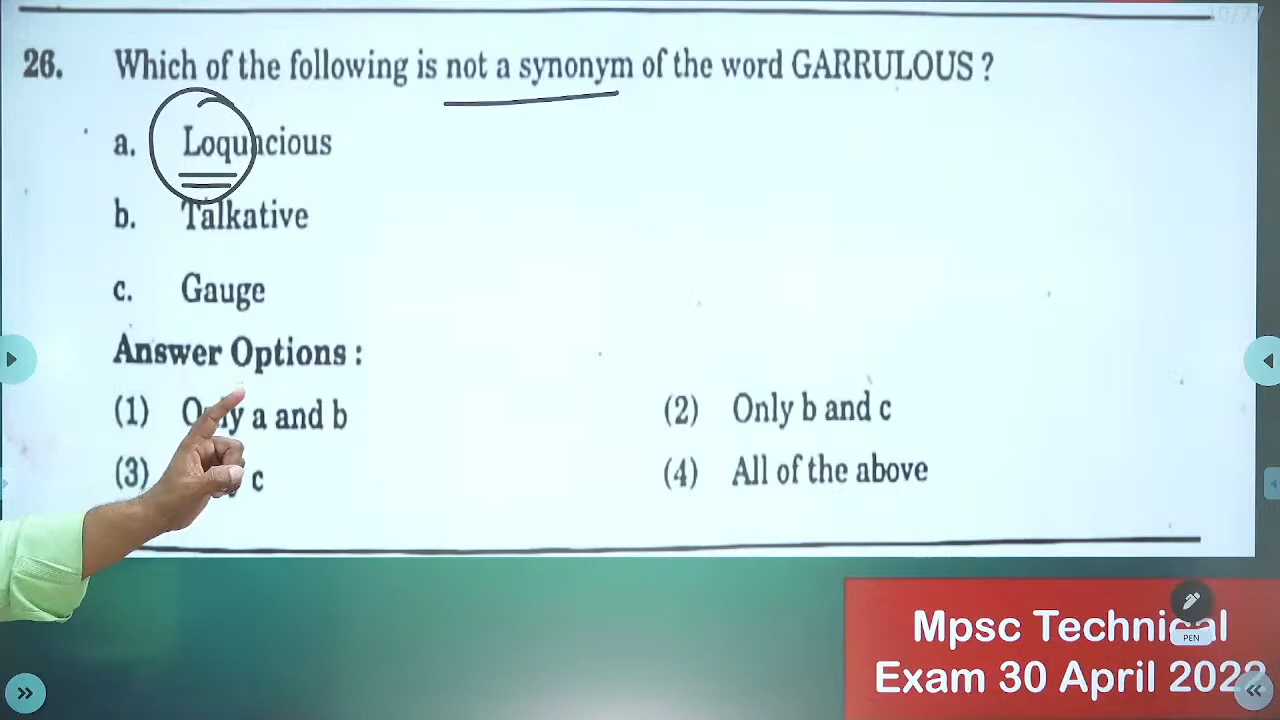 26. Which of the following is not a synonym of the word GARRULOUS ?
a. Loquacious
b. Talkative
c. Gauge
Answer Options :
(1) Only a and b (2) Only b and c
(3) c (4) All of the above
Mpsc Technical
PEN
Exam 30 April 2022